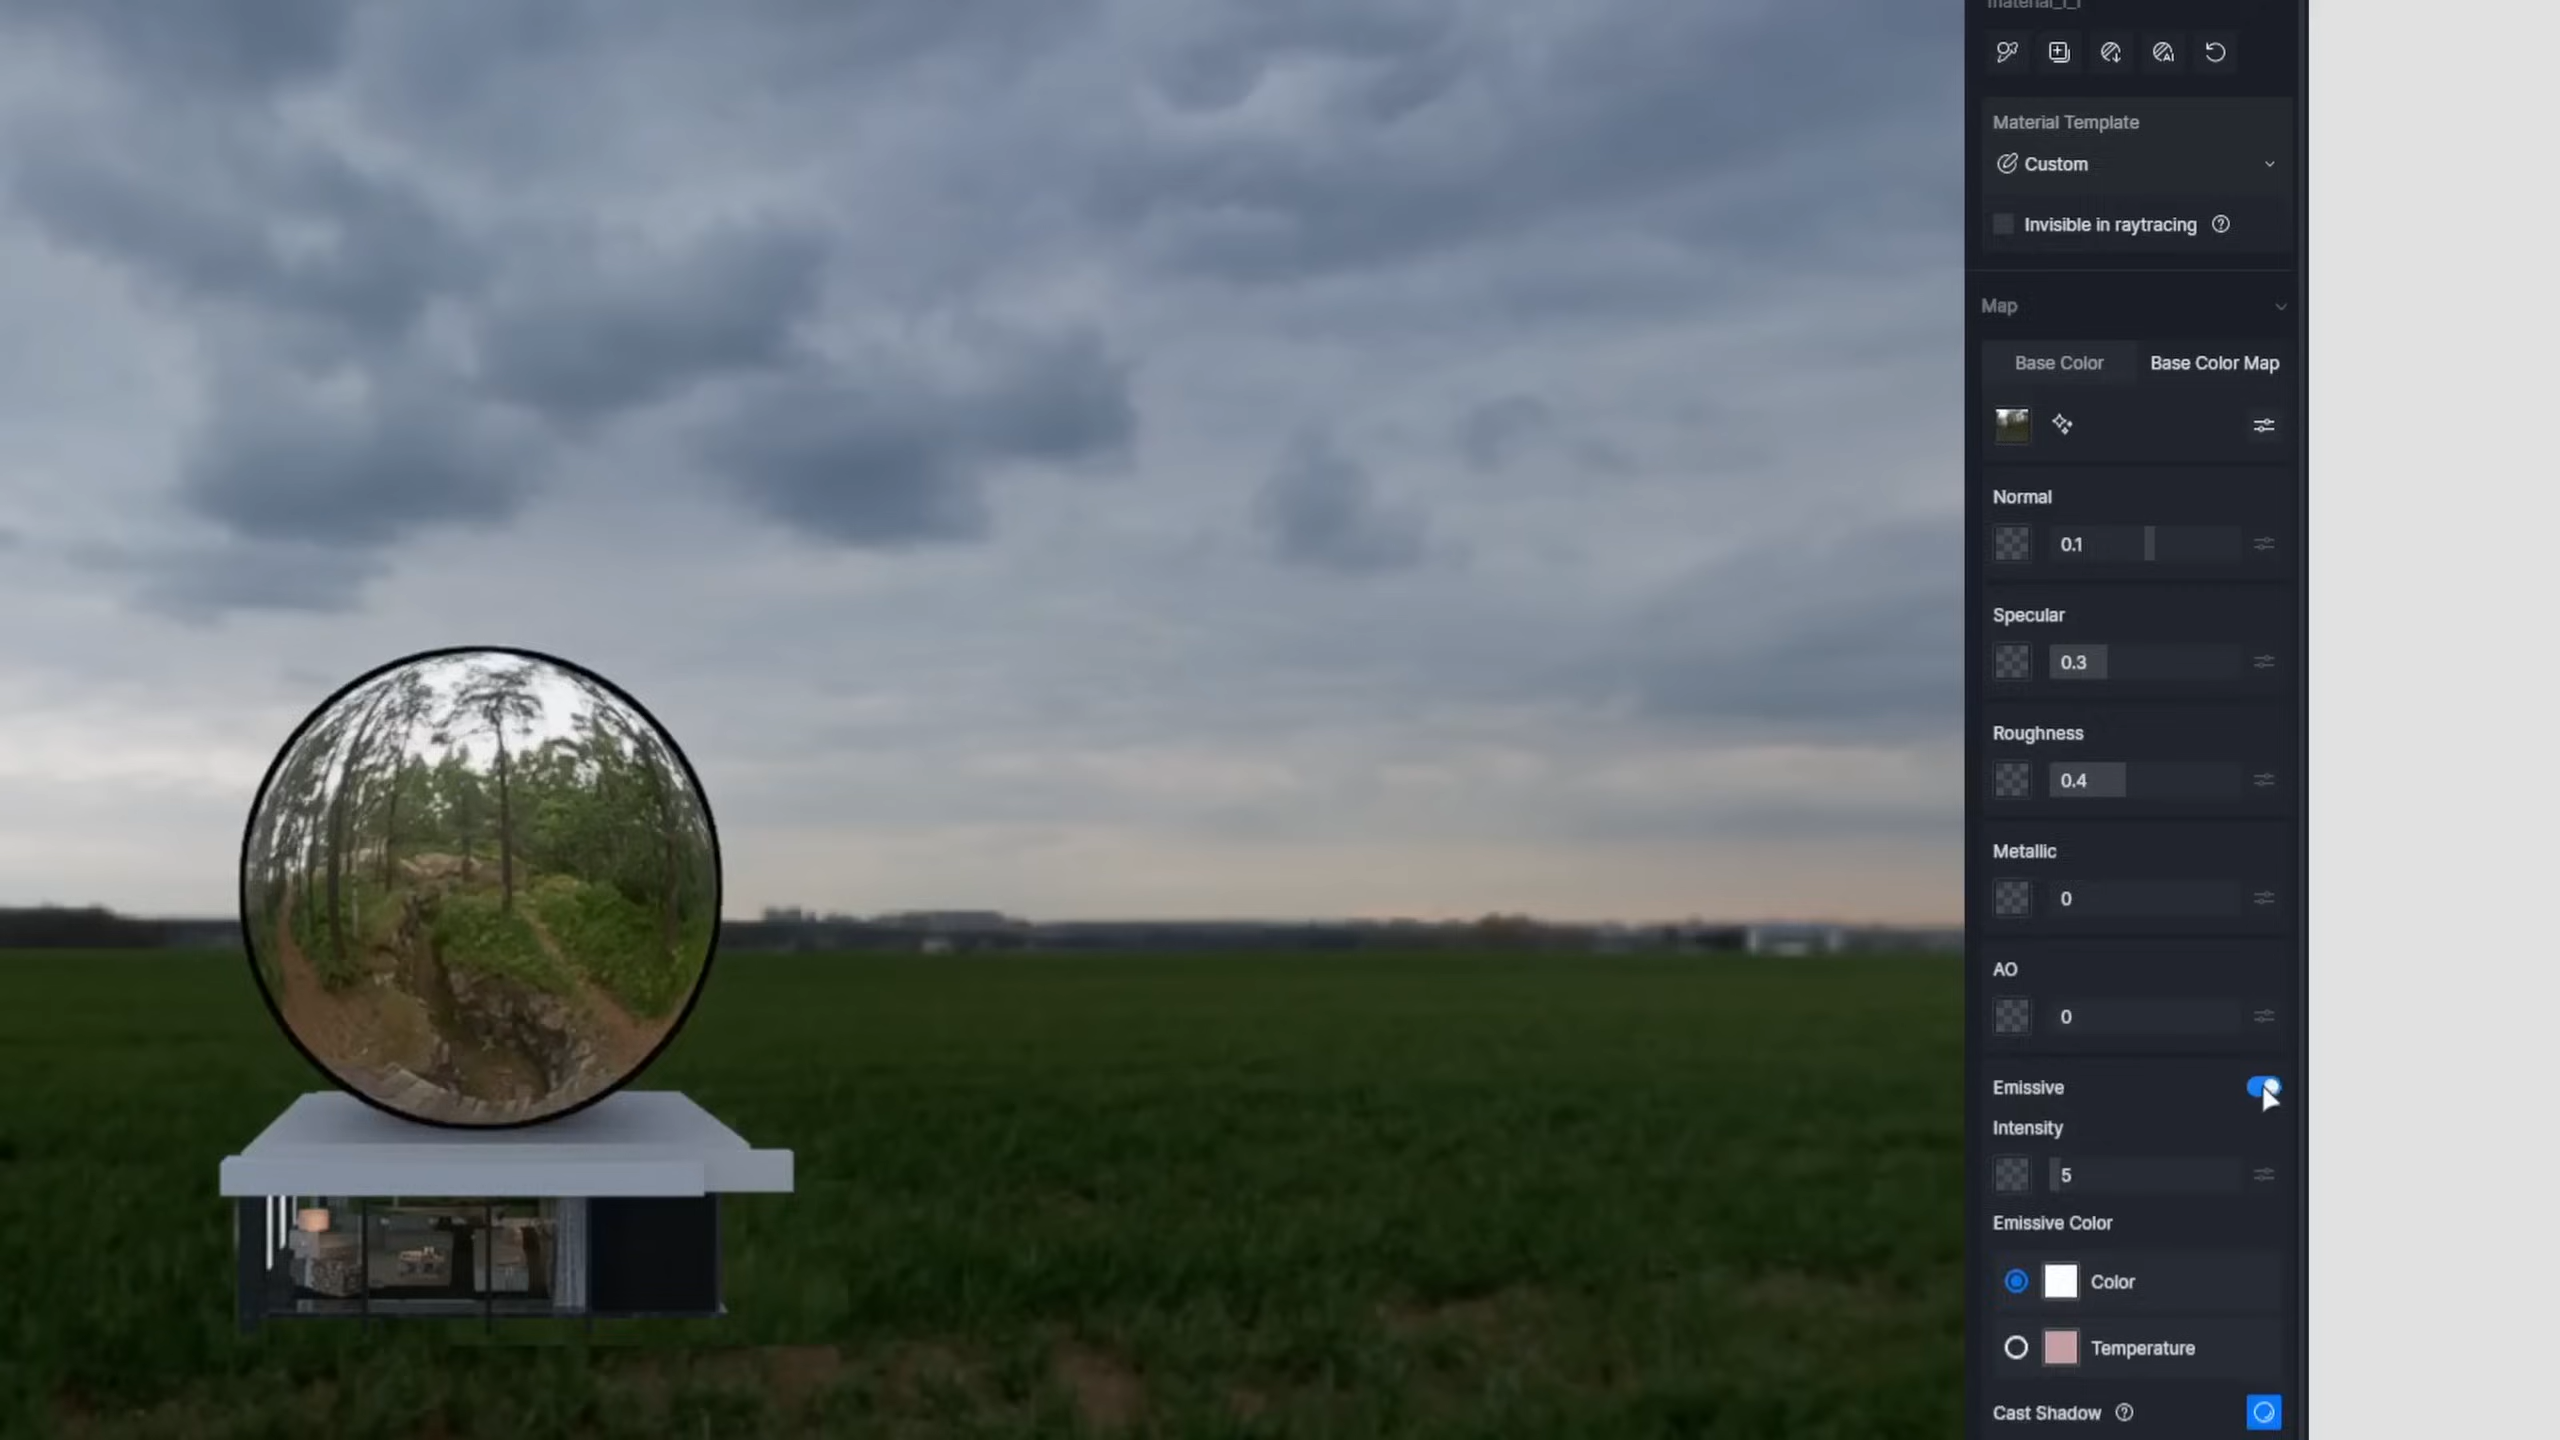 material_1_1
Material Template
Custom
Invisible in raytracing
Map
Base Color
Base Color Map
Normal
0.1
Specular
0.3
Roughness
0.4
Metallic
0
AO
0
Emissive
Intensity
5
Emissive Color
Color
Temperature
Cast Shadow